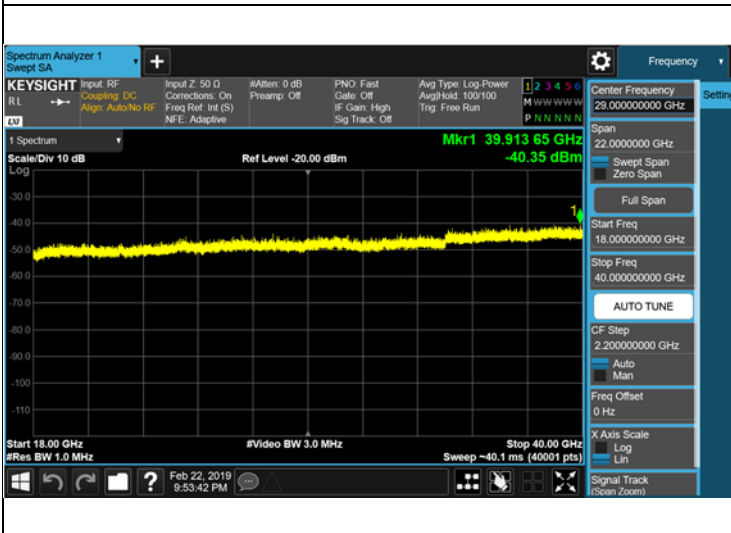 Spectrum Analyzer 1
Swept SA
▼
+
Frequency ▼
KEYSIGHT
RL
LXI
Input: RF
Coupling: DC
Align: Auto/No RF
Input Z: 50 Ω
Corrections: On
Freq Ref: Int (S)
NFE: Adaptive
#Atten: 0 dB
Preamp: Off
PNO: Fast
Gate: Off
IF Gain: High
Sig Track: Off
Avg Type: Log-Power
Avg|Hold: 100/100
Trig: Free Run
1 2 3 4 5 6
M W W W W W
P N N N N N
Center Frequency
29.000000000 GHz
Settin
Span
22.0000000 GHz
Swept Span
Zero Span
Full Span
Start Freq
18.000000000 GHz
Stop Freq
40.000000000 GHz
AUTO TUNE
CF Step
2.200000000 GHz
Auto
Man
Freq Offset
0 Hz
X Axis Scale
Log
Lin
Signal Track
(Span Zoom)
1 Spectrum ▼
Scale/Div 10 dB
Log
Ref Level -20.00 dBm
Mkr1 39.913 65 GHz
-40.35 dBm
1
-30.0
-40.0
-50.0
-60.0
-70.0
-80.0
-90.0
-100
-110
Start 18.00 GHz
#Res BW 1.0 MHz
#Video BW 3.0 MHz
Stop 40.00 GHz
Sweep ~40.1 ms (40001 pts)
?
Feb 22, 2019
9:53:42 PM